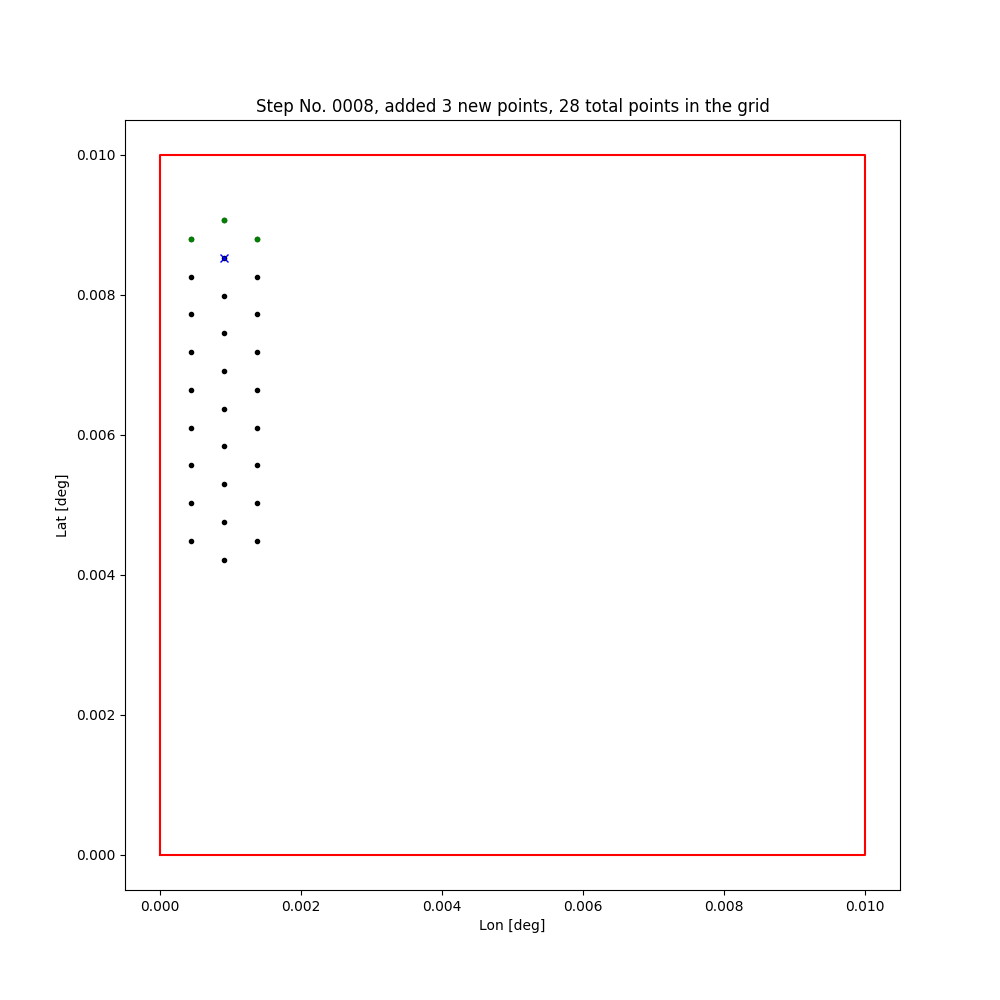 Step No. 0008, added 3 new points, 28 total points in the grid
0.010
0.008
0.006
0.004
0.002
0.000
Lat [deg]
0.000 0.002 0.004 0.006 0.008 0.010
Lon [deg]